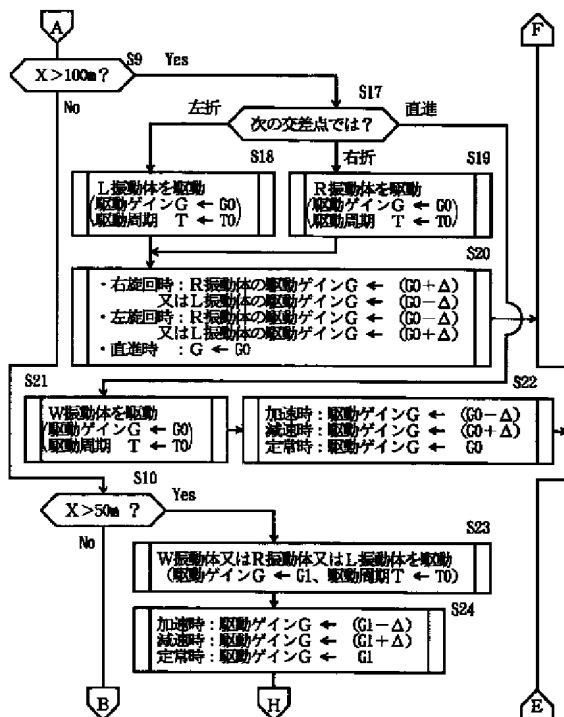 A
F
S9
Yes
X>100m?
No
S17
左折
次の交差点では?
直進
右折
S18
L振動体を駆動
(駆動ゲインG ← G0)
(駆動周期 T ← T0)
S19
R振動体を駆動
(駆動ゲインG ← G0)
(駆動周期 T ← T0)
S20
・右旋回時:R振動体の駆動ゲインG ← (G0+Δ)
又はL振動体の駆動ゲインG ← (G0-Δ)
・左旋回時:R振動体の駆動ゲインG ← (G0-Δ)
又はL振動体の駆動ゲインG ← (G0+Δ)
・直進時 :G ← G0
S21
W振動体を駆動
(駆動ゲインG ← G0)
(駆動周期 T ← T0)
S22
加速時:駆動ゲインG ← (G0-Δ)
減速時:駆動ゲインG ← (G0+Δ)
定常時:駆動ゲインG ← G0
S10
X>50m ?
Yes
No
S23
W振動体又はR振動体又はL振動体を駆動
(駆動ゲインG ← G1、駆動周期T ← T0)
S24
加速時:駆動ゲインG ← (G1-Δ)
減速時:駆動ゲインG ← (G1+Δ)
定常時:駆動ゲインG ← G1
B
H
E